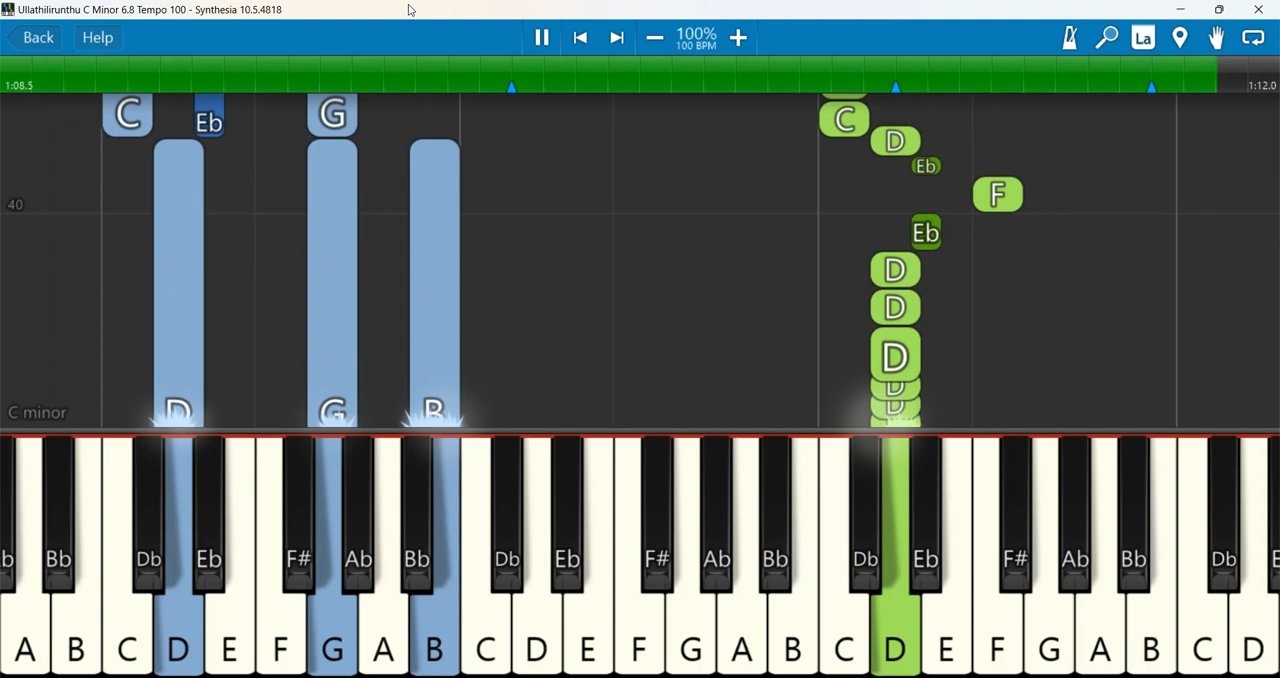 Ullathilirunthu C Minor 6.8 Tempo 100 - Synthesia 10.5.4818
Back Help 100% La
100 BPM
1:08.5 1:12.0
C Eb G C
D
Eb
40 F
Eb
D
D
D
D
C minor D G B D
b Bb Db Eb F# Ab Bb Db Eb F# Ab Bb Db Eb F# Ab Bb Db E
A B C D E F G A B C D E F G A B C D E F G A B C D